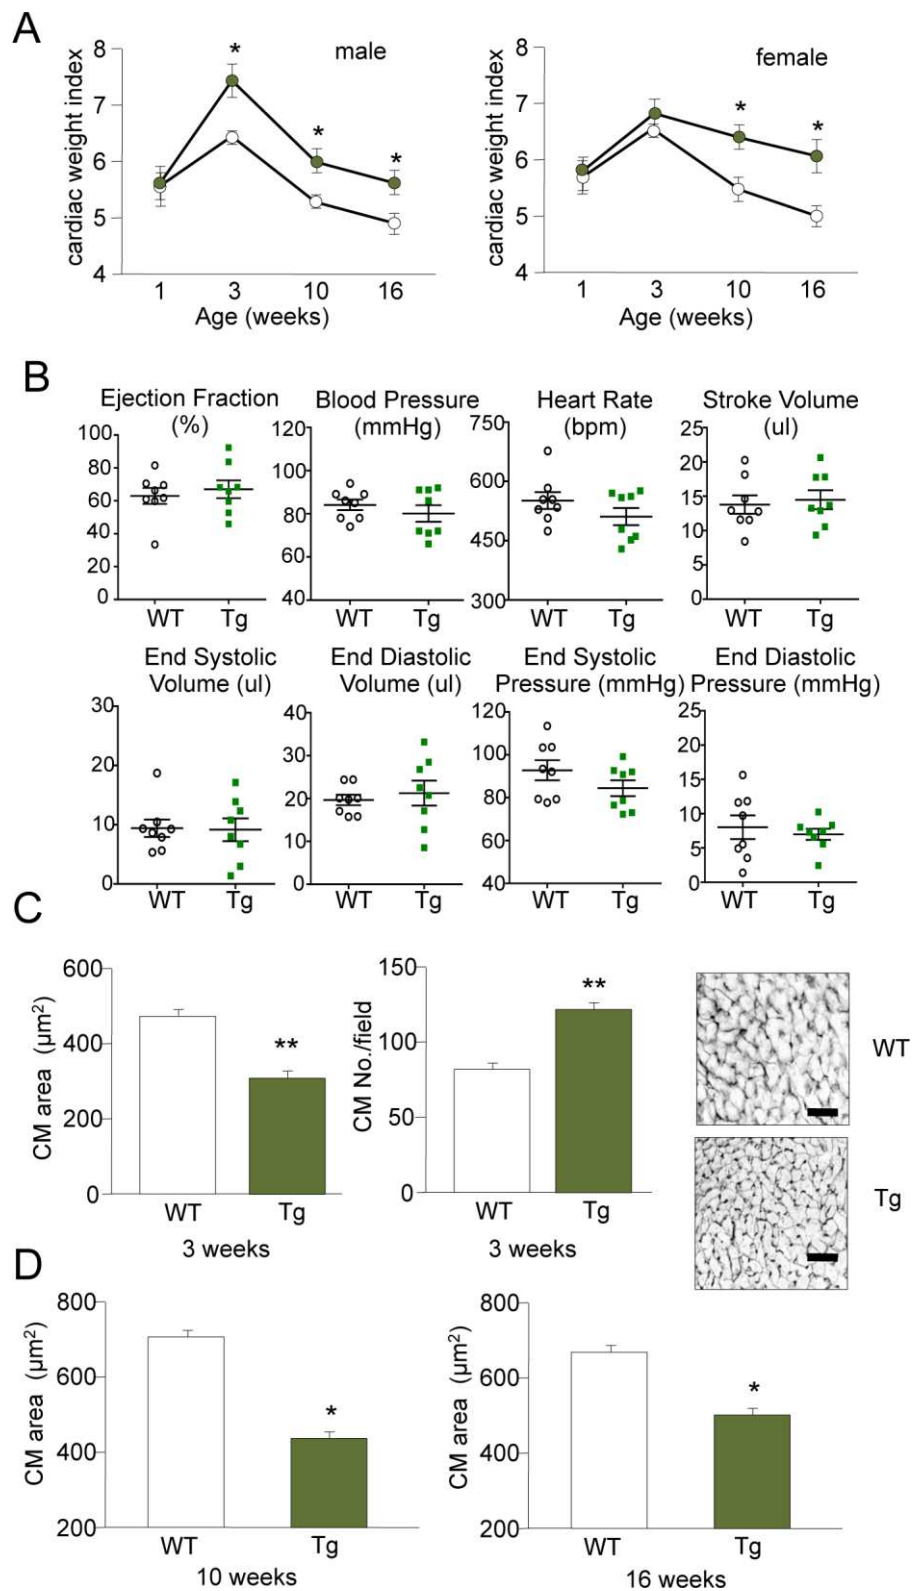 A
male
cardiac weight index
8
7
6
5
4
*
*
*
1 3 10 16
Age (weeks)
female
cardiac weight index
8
7
6
5
4
*
*
1 3 10 16
Age (weeks)
B
Ejection Fraction
(%)
100
80
60
40
20
0
WT Tg
Blood Pressure
(mmHg)
120
100
80
60
40
WT Tg
Heart Rate
(bpm)
750
600
450
300
WT Tg
Stroke Volume
(ul)
25
20
15
10
5
0
WT Tg
End Systolic
Volume (ul)
30
20
10
0
WT Tg
End Diastolic
Volume (ul)
40
30
20
10
0
WT Tg
End Systolic
Pressure (mmHg)
120
100
80
60
40
WT Tg
End Diastolic
Pressure (mmHg)
25
20
15
10
5
0
WT Tg
C
CM area (µm²)
600
400
200
0
**
WT Tg
3 weeks
CM No./field
150
100
50
0
**
WT Tg
3 weeks
WT
Tg
D
CM area (µm²)
800
600
400
200
*
WT Tg
10 weeks
CM area (µm²)
800
600
400
200
*
WT Tg
16 weeks